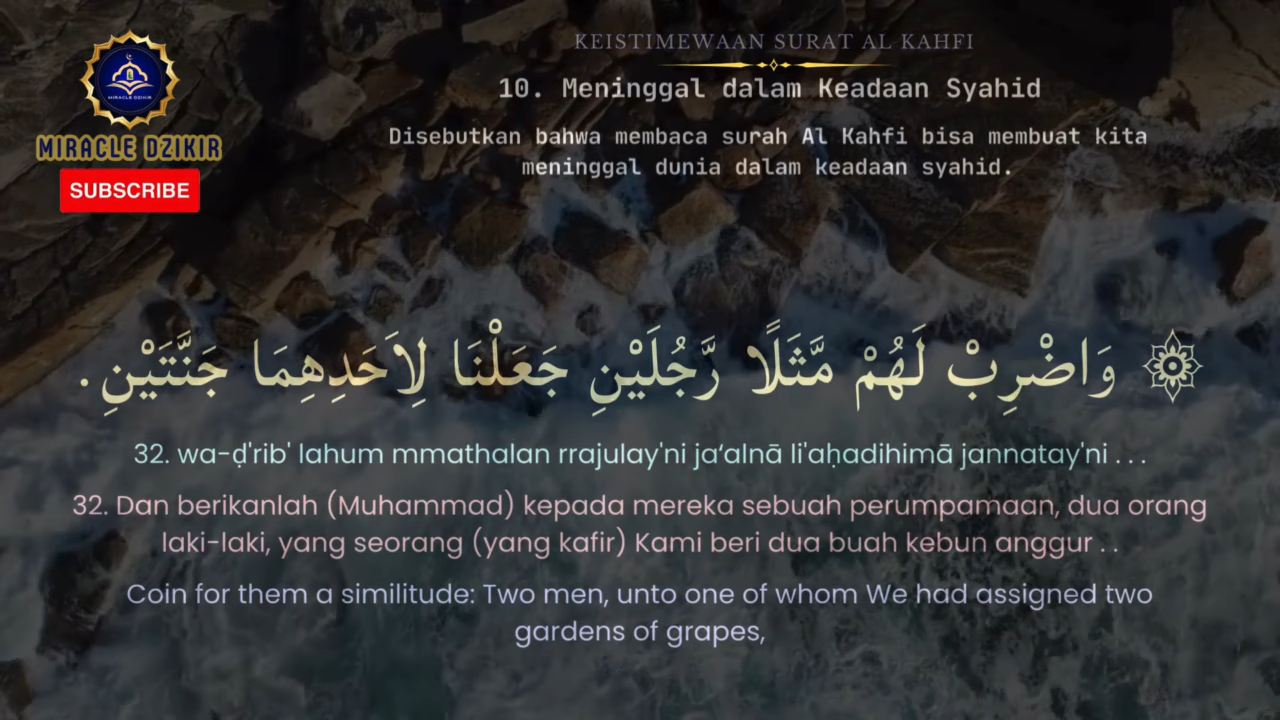 KEISTIMEWAAN SURAT AL KAHFI
10. Meninggal dalam Keadaan Syahid
Disebutkan bahwa membaca surah Al Kahfi bisa membuat kita
meninggal dunia dalam keadaan syahid.
MIRACLE DZIKIR
MIRACLE DZIKIR
SUBSCRIBE
۞ وَاضْرِبْ لَهُمْ مَّثَلًا رَّجُلَيْنِ جَعَلْنَا لِاَحَدِهِمَا جَنَّتَيْنِ.
32. wa-ḍ'rib' lahum mmathalan rrajulay'ni ja‘alnā li'aḥadihimā jannatay'ni . . .
32. Dan berikanlah (Muhammad) kepada mereka sebuah perumpamaan, dua orang
laki-laki, yang seorang (yang kafir) Kami beri dua buah kebun anggur . .
Coin for them a similitude: Two men, unto one of whom We had assigned two
gardens of grapes,